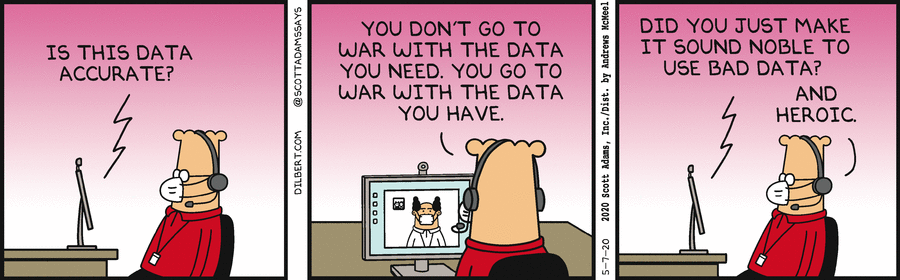 IS THIS DATA
ACCURATE?
DILBERT.COM @SCOTTADAMSSAYS
YOU DON'T GO TO
WAR WITH THE DATA
YOU NEED. YOU GO TO
WAR WITH THE DATA
YOU HAVE.
5-7-20 2020 Scott Adams, Inc./Dist. by Andrews McMeel
DID YOU JUST MAKE
IT SOUND NOBLE TO
USE BAD DATA?
AND
HEROIC.